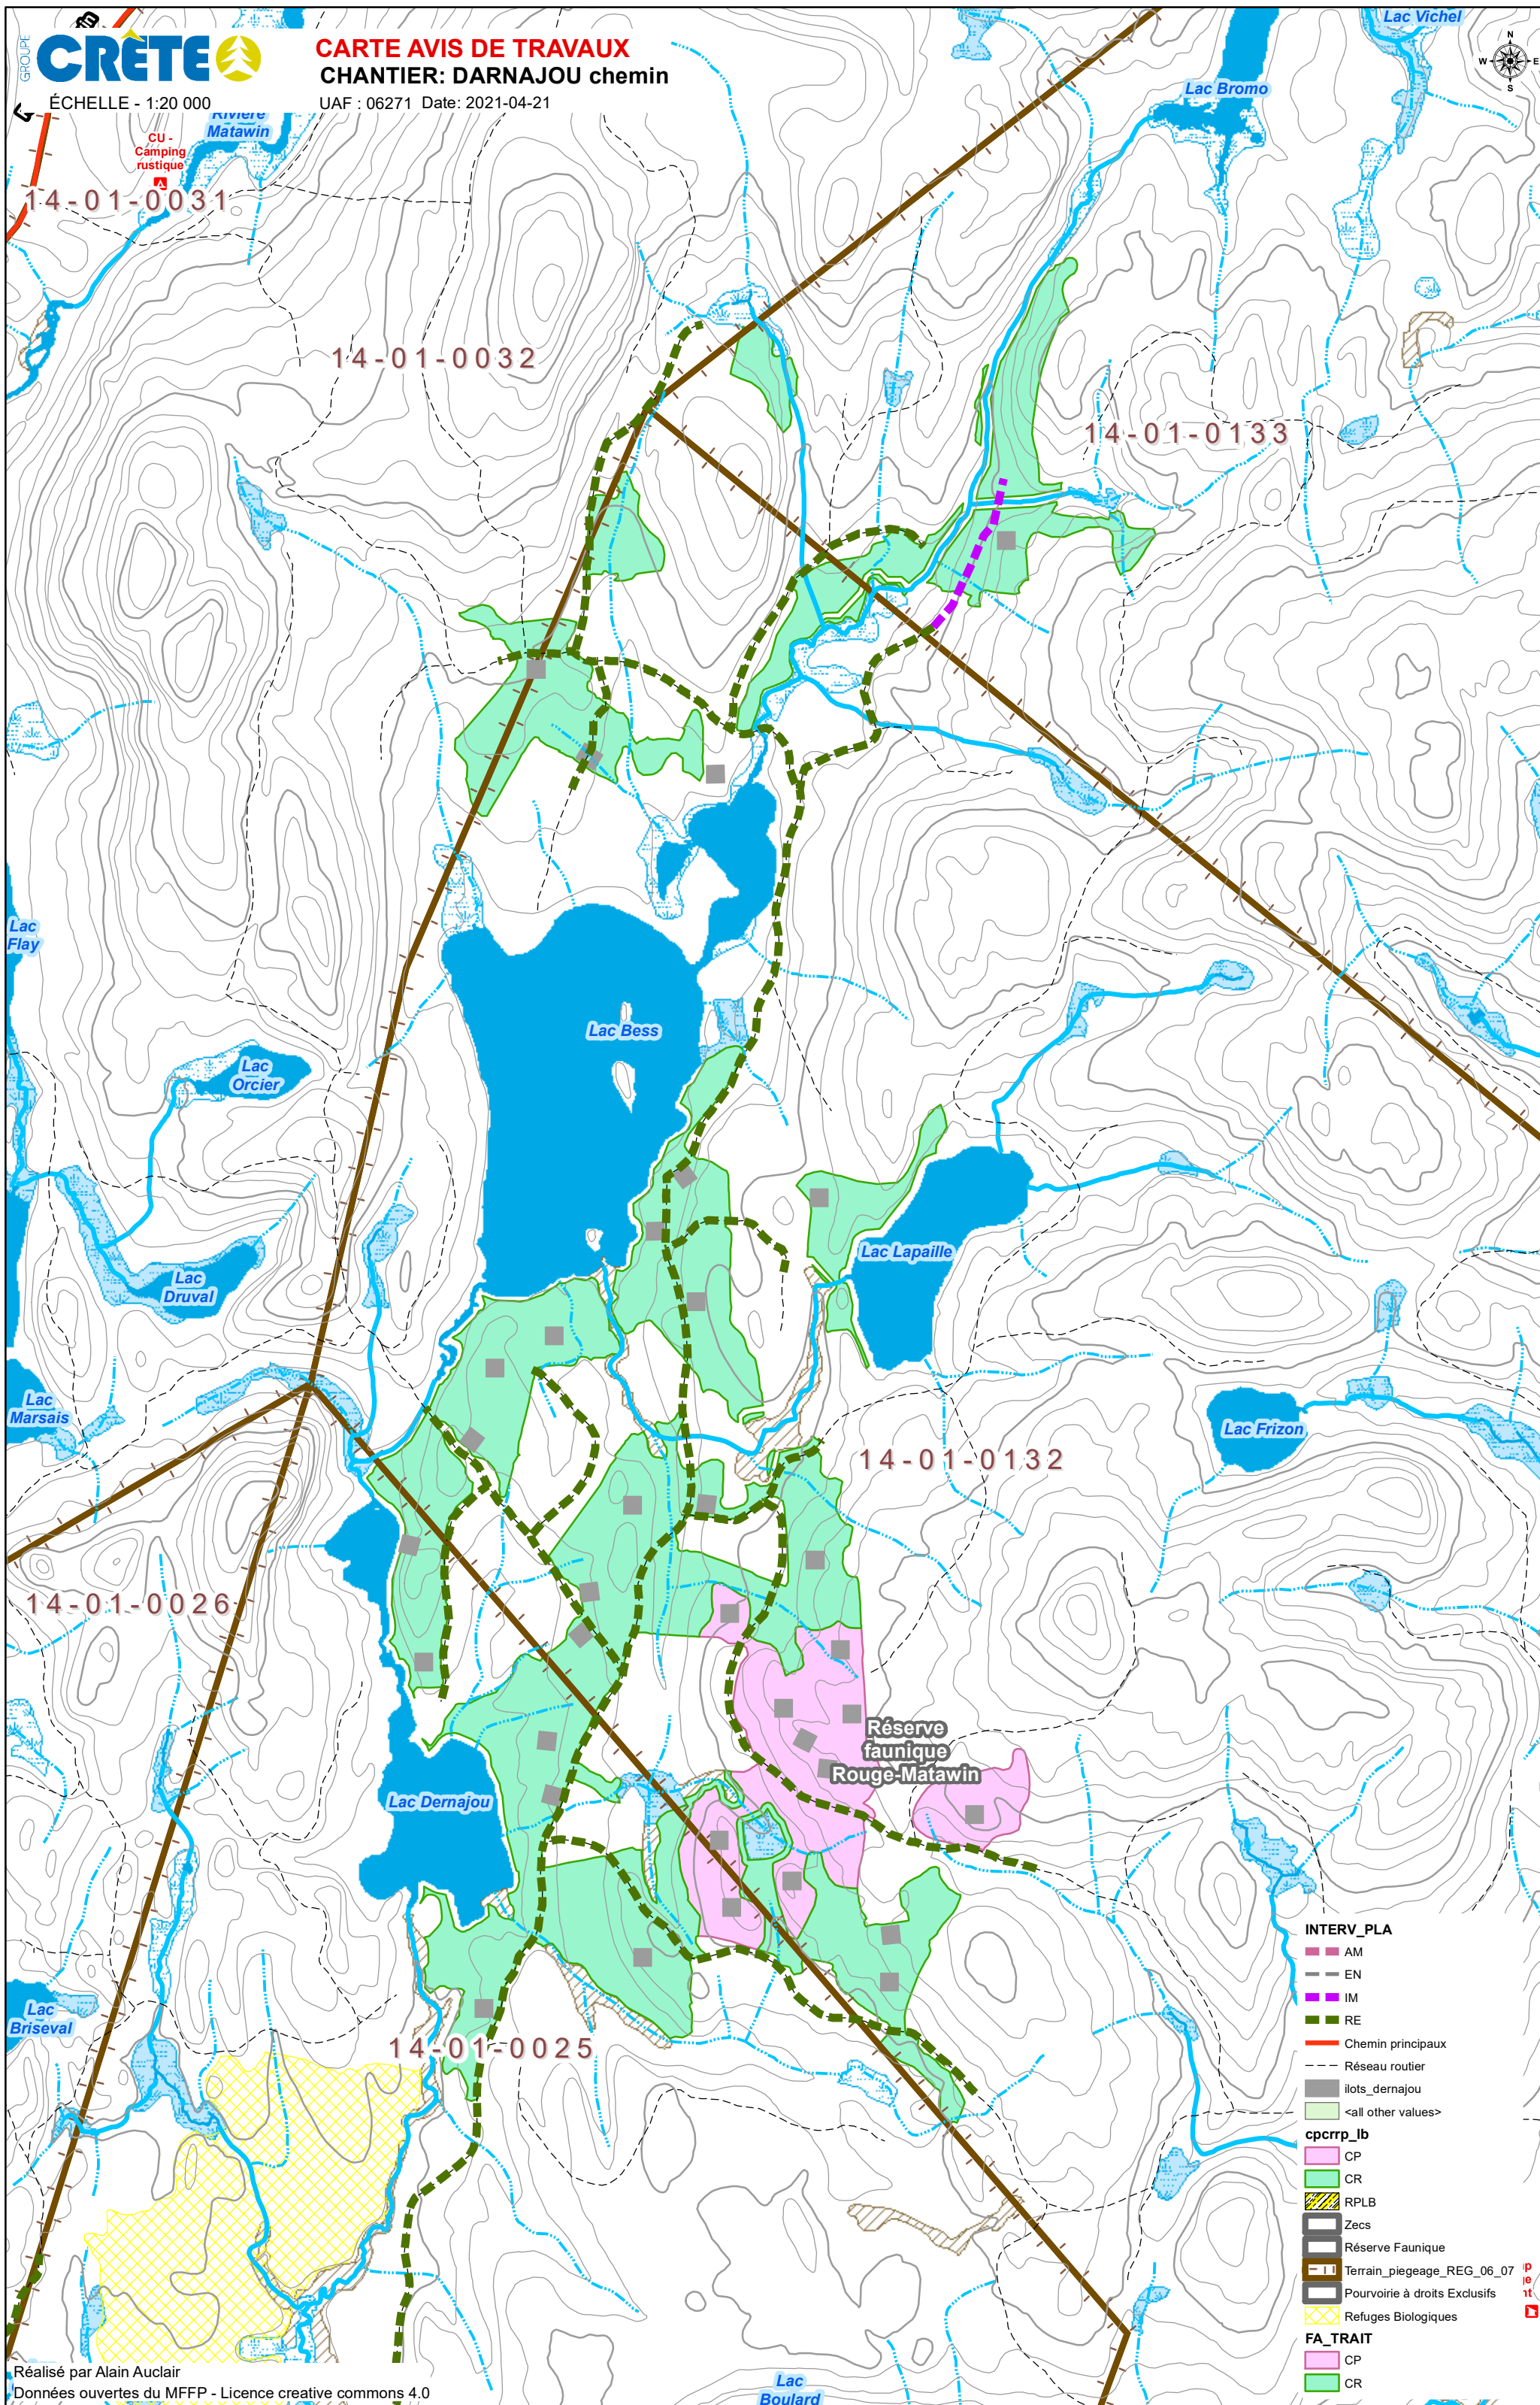 GROUPE
CRÊTE
CARTE AVIS DE TRAVAUX
CHANTIER: DARNAJOU chemin
ÉCHELLE - 1:20 000
UAF : 06271 Date: 2021-04-21
Lac Vichel
N
W
E
S
Lac Bromo
Rivière
Matawin
CU -
Camping
rustique
14-01-0031
14-01-0032
14-01-0133
Lac
Flay
Lac Bess
Lac
Orcier
Lac Lapaille
Lac
Druval
Lac
Marsais
Lac Frizon
14-01-0132
14-01-0026
Réserve
faunique
Rouge-Matawin
Lac Dernajou
Lac
Briseval
14-01-0025
INTERV_PLA
AM
EN
IM
RE
Chemin principaux
Réseau routier
ilots_dernajou
<all other values>
cpcrrp_lb
CP
CR
RPLB
Zecs
Réserve Faunique
Terrain_piegeage_REG_06_07
Pourvoirie à droits Exclusifs
Refuges Biologiques
FA_TRAIT
CP
CR
Lac
Boulard
Réalisé par Alain Auclair
Données ouvertes du MFFP - Licence creative commons 4.0